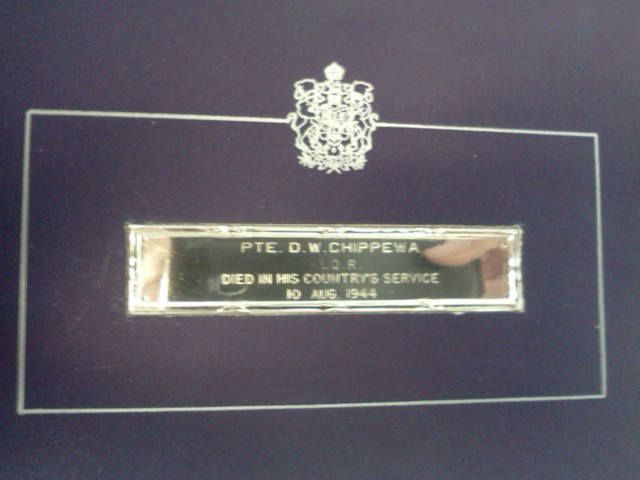 PTE. D.W. CHIPPEWA
DIED IN HIS COUNTRY'S SERVICE
10 AUG. 1944